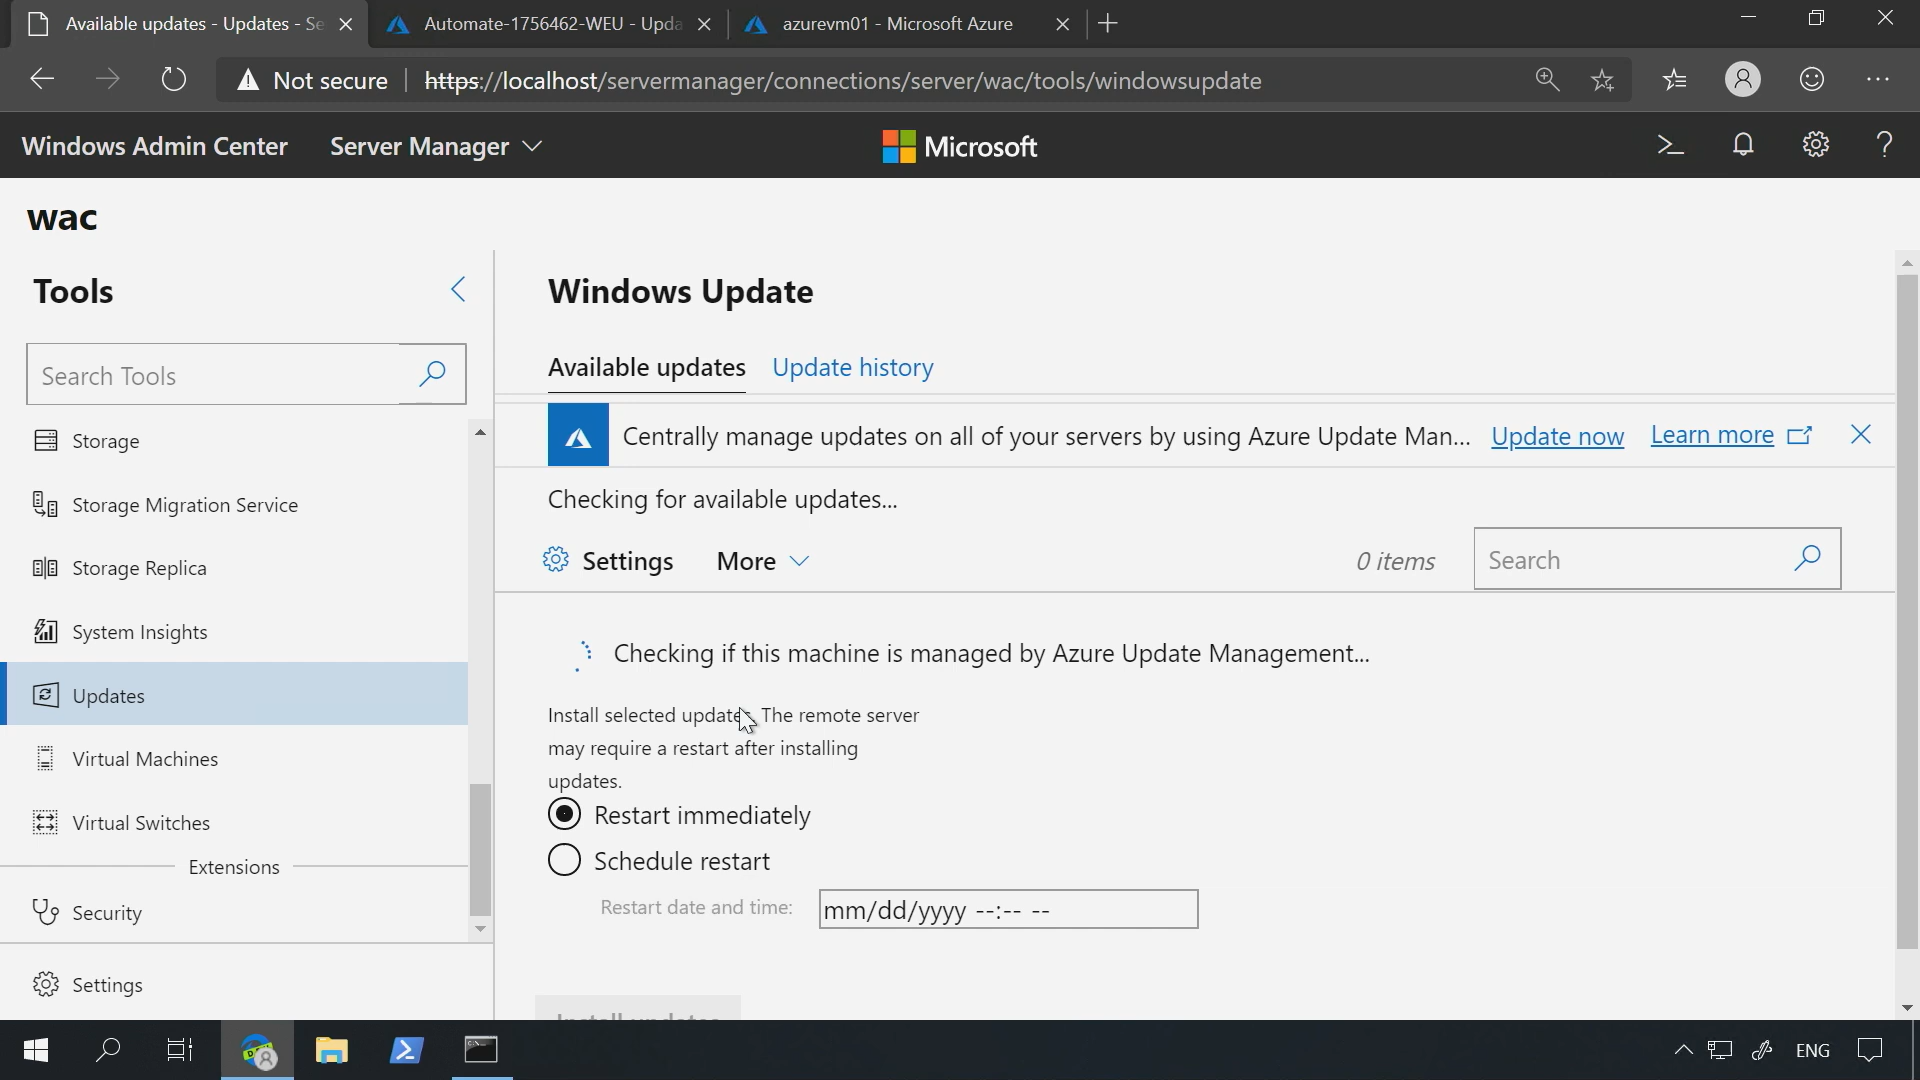 Available updates - Updates - Se
Automate-1756462-WEU - Upda
azurevm01 - Microsoft Azure
Not secure
https://localhost/servermanager/connections/server/wac/tools/windowsupdate
Windows Admin Center
Server Manager
Microsoft
wac
Tools
Search Tools
Storage
Storage Migration Service
Storage Replica
System Insights
Updates
Virtual Machines
Virtual Switches
Extensions
Security
Settings
Windows Update
Available updates
Update history
Centrally manage updates on all of your servers by using Azure Update Man...
Update now
Learn more
Checking for available updates...
Settings
More
0 items
Search
Checking if this machine is managed by Azure Update Management...
Install selected updates. The remote server
may require a restart after installing
updates.
Restart immediately
Schedule restart
Restart date and time:
mm/dd/yyyy --:-- --
Install updates
ENG